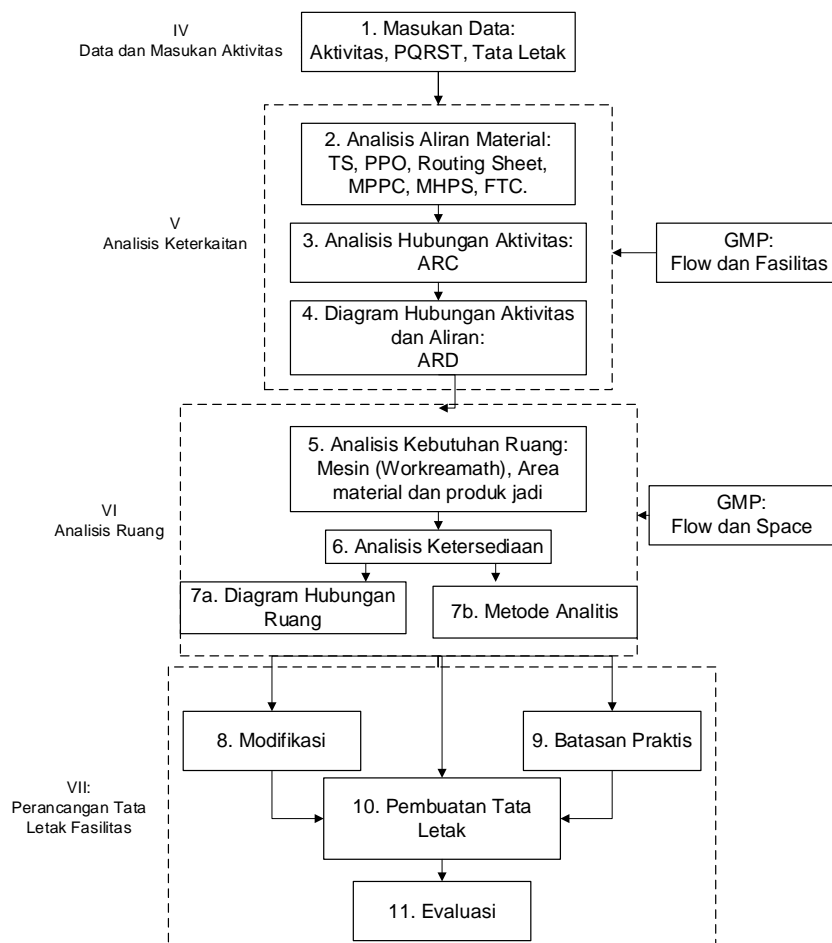 IV
Data dan Masukan Aktivitas
1. Masukan Data:
Aktivitas, PQRST, Tata Letak
2. Analisis Aliran Material:
TS, PPO, Routing Sheet,
MPPC, MHPS, FTC.
V
Analisis Keterkaitan
3. Analisis Hubungan Aktivitas:
ARC
GMP:
Flow dan Fasilitas
4. Diagram Hubungan Aktivitas
dan Aliran:
ARD
5. Analisis Kebutuhan Ruang:
Mesin (Workreamath), Area
material dan produk jadi
VI
Analisis Ruang
GMP:
Flow dan Space
6. Analisis Ketersediaan
7a. Diagram Hubungan
Ruang
7b. Metode Analitis
8. Modifikasi
9. Batasan Praktis
VII:
Perancangan Tata
Letak Fasilitas
10. Pembuatan Tata
Letak
11. Evaluasi